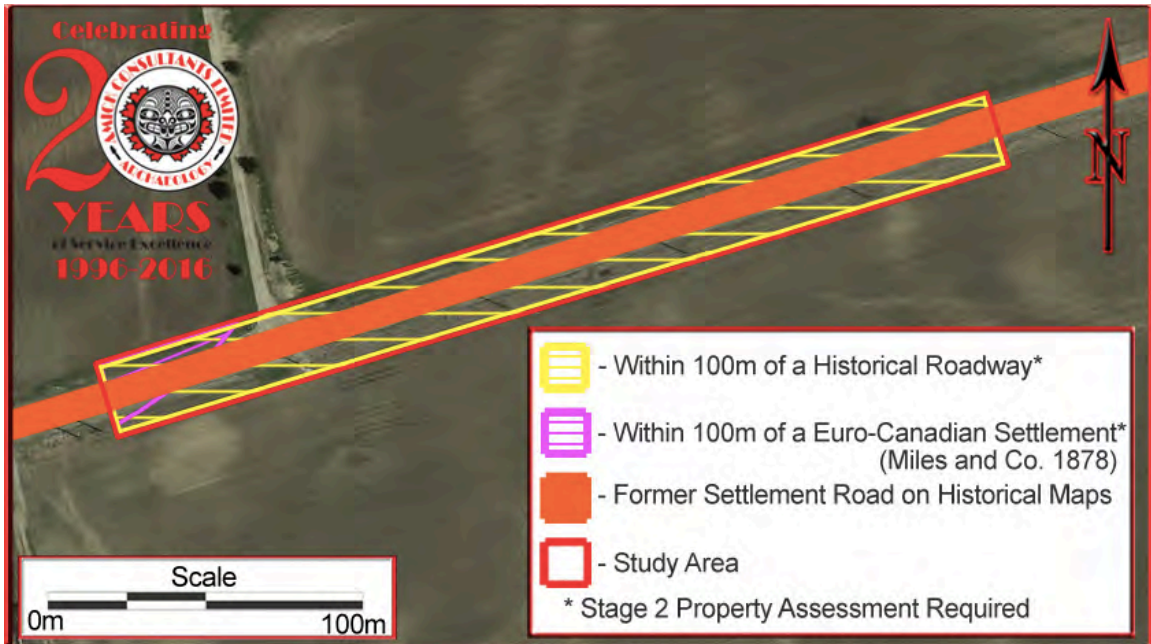 Celebrating
20
AMICK CONSULTANTS LIMITED
ARCHAEOLOGY
YEARS
of Service Excellence
1996-2016
N
- Within 100m of a Historical Roadway*
- Within 100m of a Euro-Canadian Settlement*
(Miles and Co. 1878)
- Former Settlement Road on Historical Maps
- Study Area
* Stage 2 Property Assessment Required
Scale
0m 100m